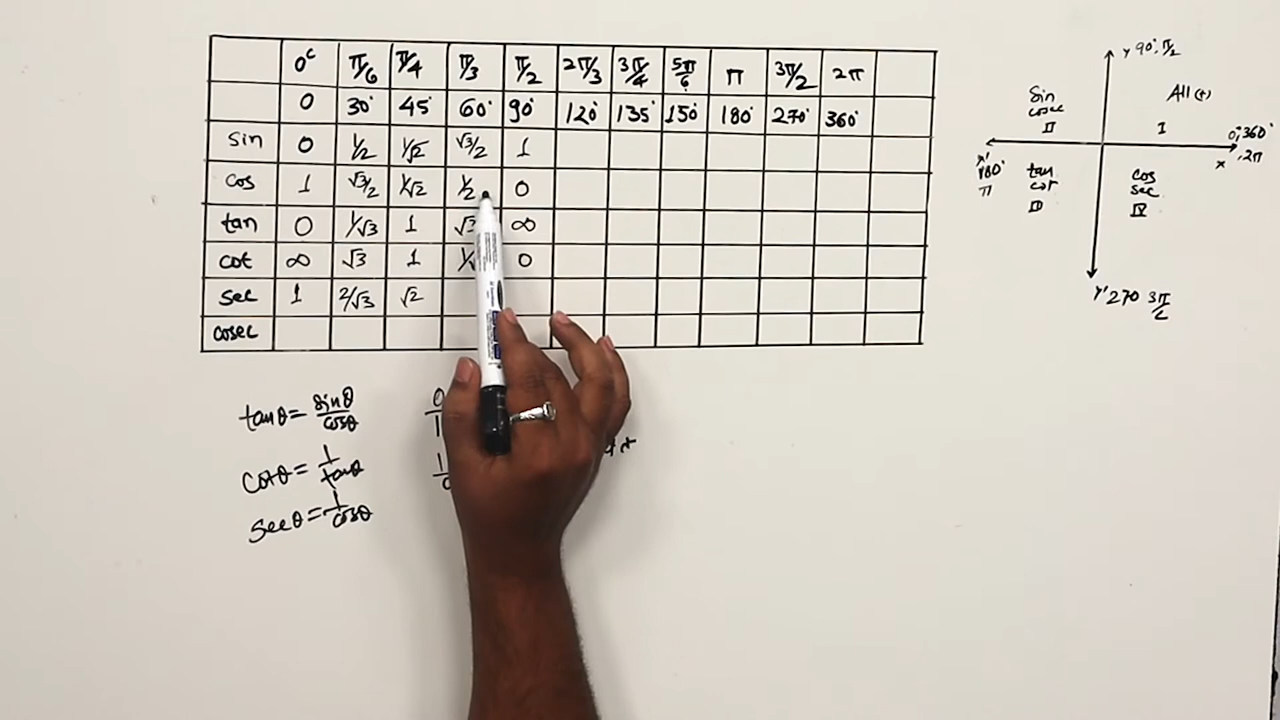 0ᶜ π/6 π/4 π/3 π/2 2π/3 3π/4 5π/6 π 3π/2 2π
0 30° 45° 60° 90° 120° 135° 150° 180° 270° 360°
sin 0 1/2 1/√2 √3/2 1
cos 1 √3/2 1/√2 1/2 0
tan 0 1/√3 1 √3 ∞
cot ∞ √3 1 0
sec 1 2/√3 √2
cosec
tanθ = sinθ/cosθ
cotθ = 1/tanθ
secθ = 1/cosθ
0/1
y 90°, π/2
Sin
cosec
II
All (+)
I
0°, 360°
, 2π
x
x'
180°
π
tan
cot
cos
sec
IV
y' 270 3π/2